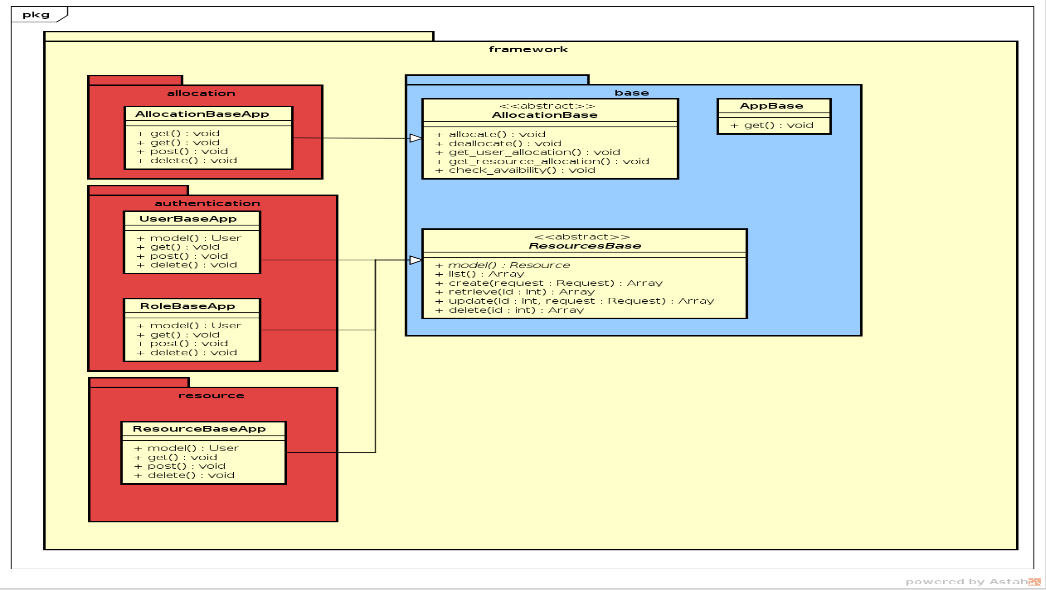 pkg
framework
allocation
AllocationBaseApp
+ get() : void
+ get() : void
+ post() : void
+ delete() : void
base
<<abstract>>
AllocationBase
+ allocate() : void
+ deallocate() : void
+ get_user_allocation() : void
+ get_resource_allocation() : void
+ check_avaibility() : void
AppBase
+ get() : void
authentication
UserBaseApp
+ model() : User
+ get() : void
+ post() : void
+ delete() : void
RoleBaseApp
+ model() : User
+ get() : void
+ post() : void
+ delete() : void
<<abstract>>
ResourcesBase
+ model() : Resource
+ list() : Array
+ create(request : Request) : Array
+ retrieve(id : int) : Array
+ update(id : int, request : Request) : Array
+ delete(id : int) : Array
resource
ResourceBaseApp
+ model() : User
+ get() : void
+ post() : void
+ delete() : void
powered by Astah